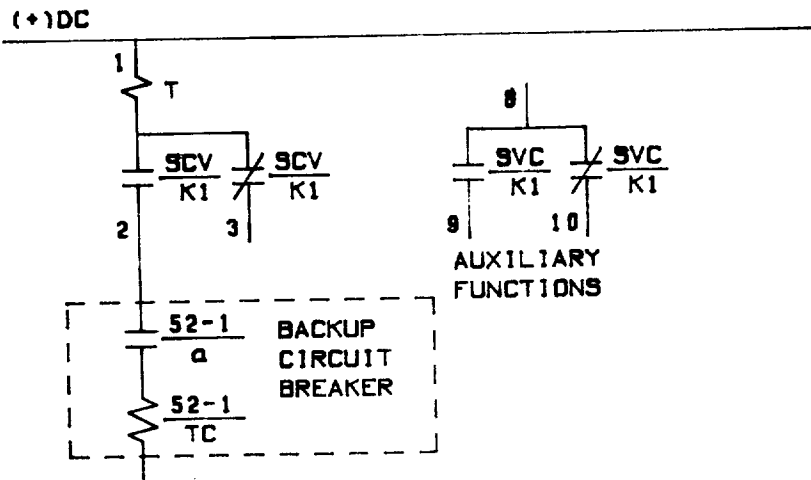 (+)DC
1
T
8
SCV
K1
SCV
K1
SVC
K1
SVC
K1
2
3
9
10
AUXILIARY
FUNCTIONS
52-1
a
BACKUP
CIRCUIT
BREAKER
52-1
TC